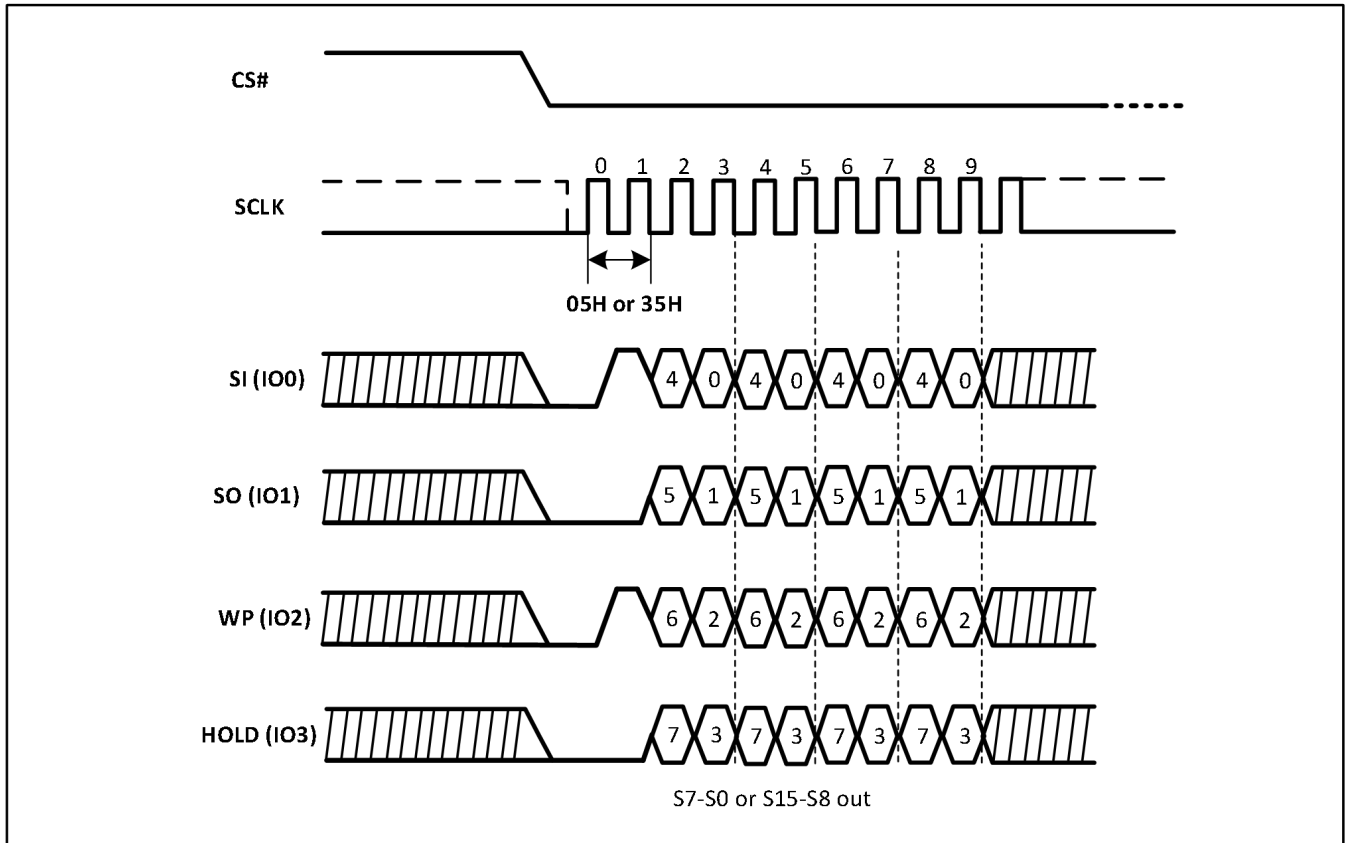 CS#
0 1 2 3 4 5 6 7 8 9
SCLK
05H or 35H
SI (IO0) 4 0 4 0 4 0 4 0
SO (IO1) 5 1 5 1 5 1 5 1
WP (IO2) 6 2 6 2 6 2 6 2
HOLD (IO3) 7 3 7 3 7 3 7 3
S7-S0 or S15-S8 out